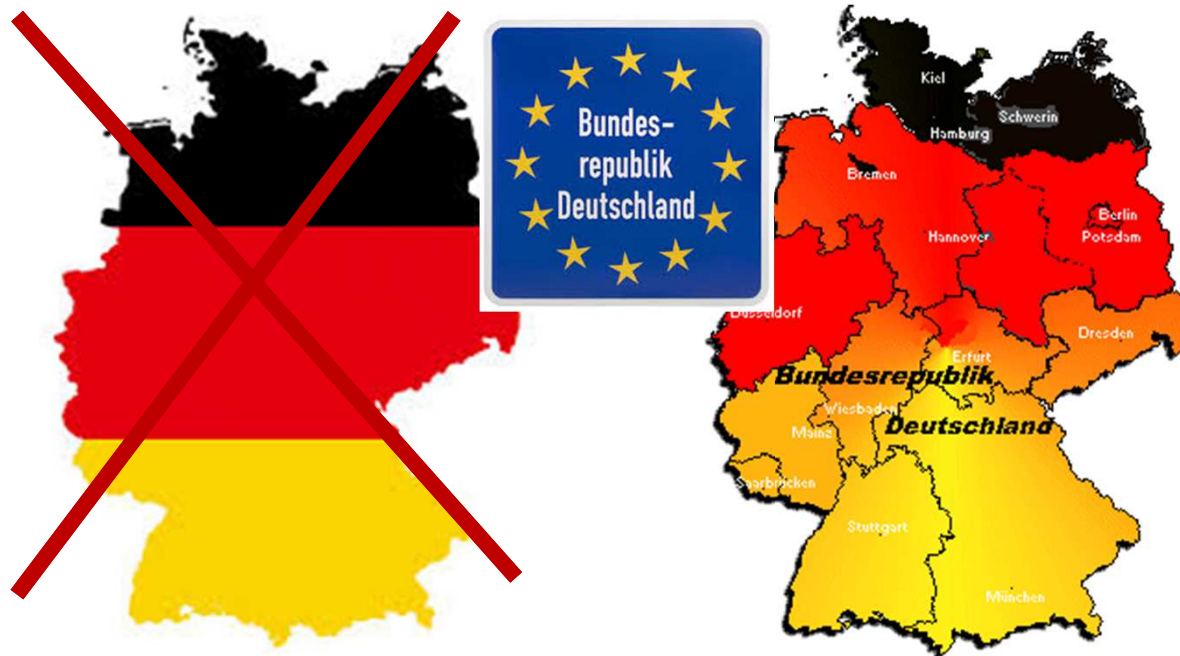 Bundes-
republik
Deutschland
Kiel
Schwerin
Hamburg
Bremen
Berlin
Hannover
Potsdam
Düsseldorf
Dresden
Erfurt
Bundesrepublik
Wiesbaden
Deutschland
Mainz
Saarbrücken
Stuttgart
München